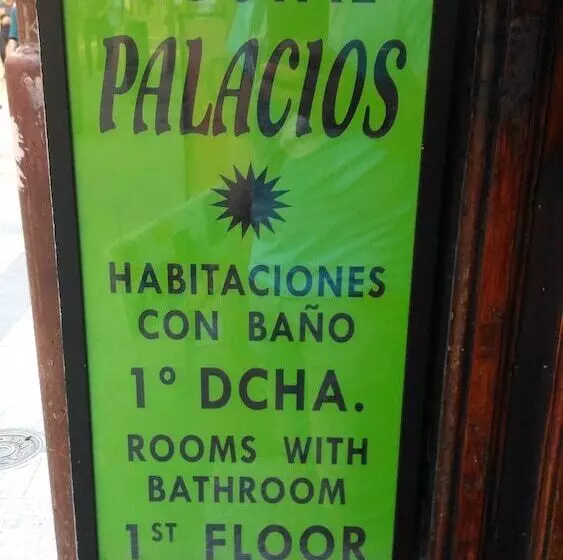 PALACIOS
HABITACIONES
CON BAÑO
1º DCHA.
ROOMS WITH
BATHROOM
1ST FLOOR